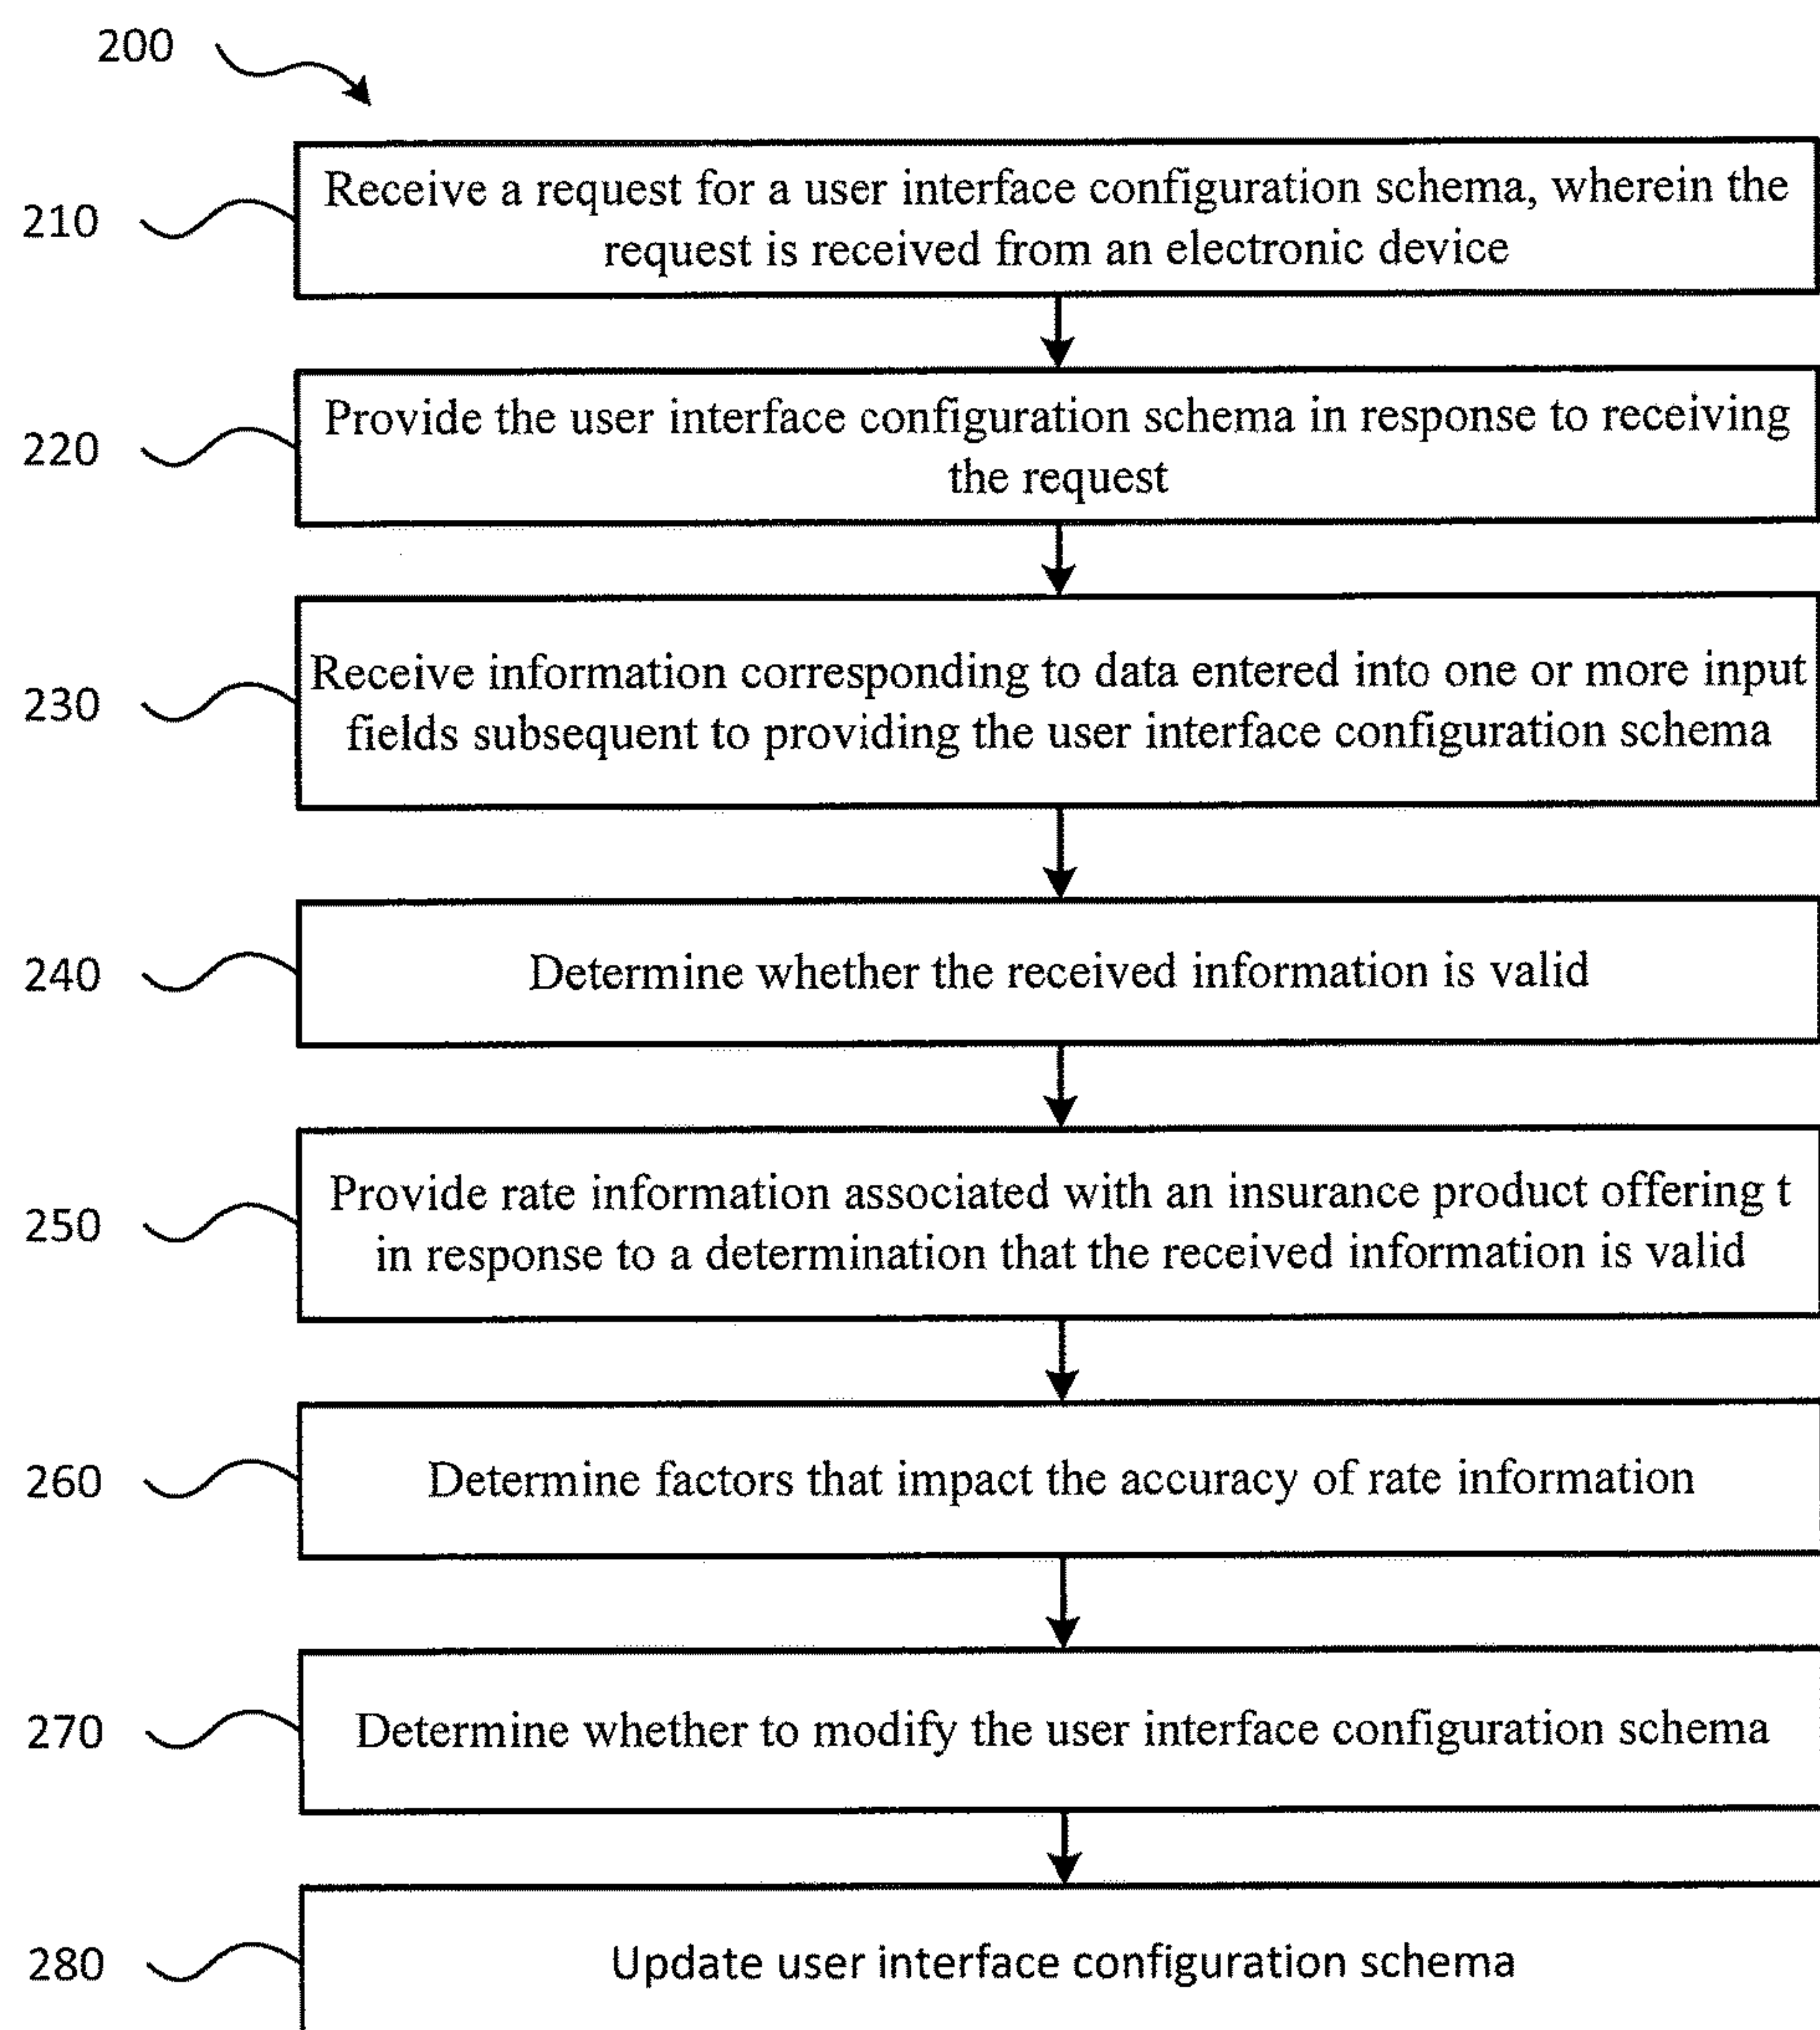 200
210
Receive a request for a user interface configuration schema, wherein the
request is received from an electronic device
220
Provide the user interface configuration schema in response to receiving
the request
230
Receive information corresponding to data entered into one or more input
fields subsequent to providing the user interface configuration schema
240
Determine whether the received information is valid
250
Provide rate information associated with an insurance product offering t
in response to a determination that the received information is valid
260
Determine factors that impact the accuracy of rate information
270
Determine whether to modify the user interface configuration schema
280
Update user interface configuration schema